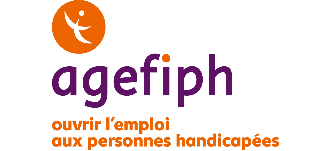 agefiph
ouvrir l'emploi
aux personnes handicapées